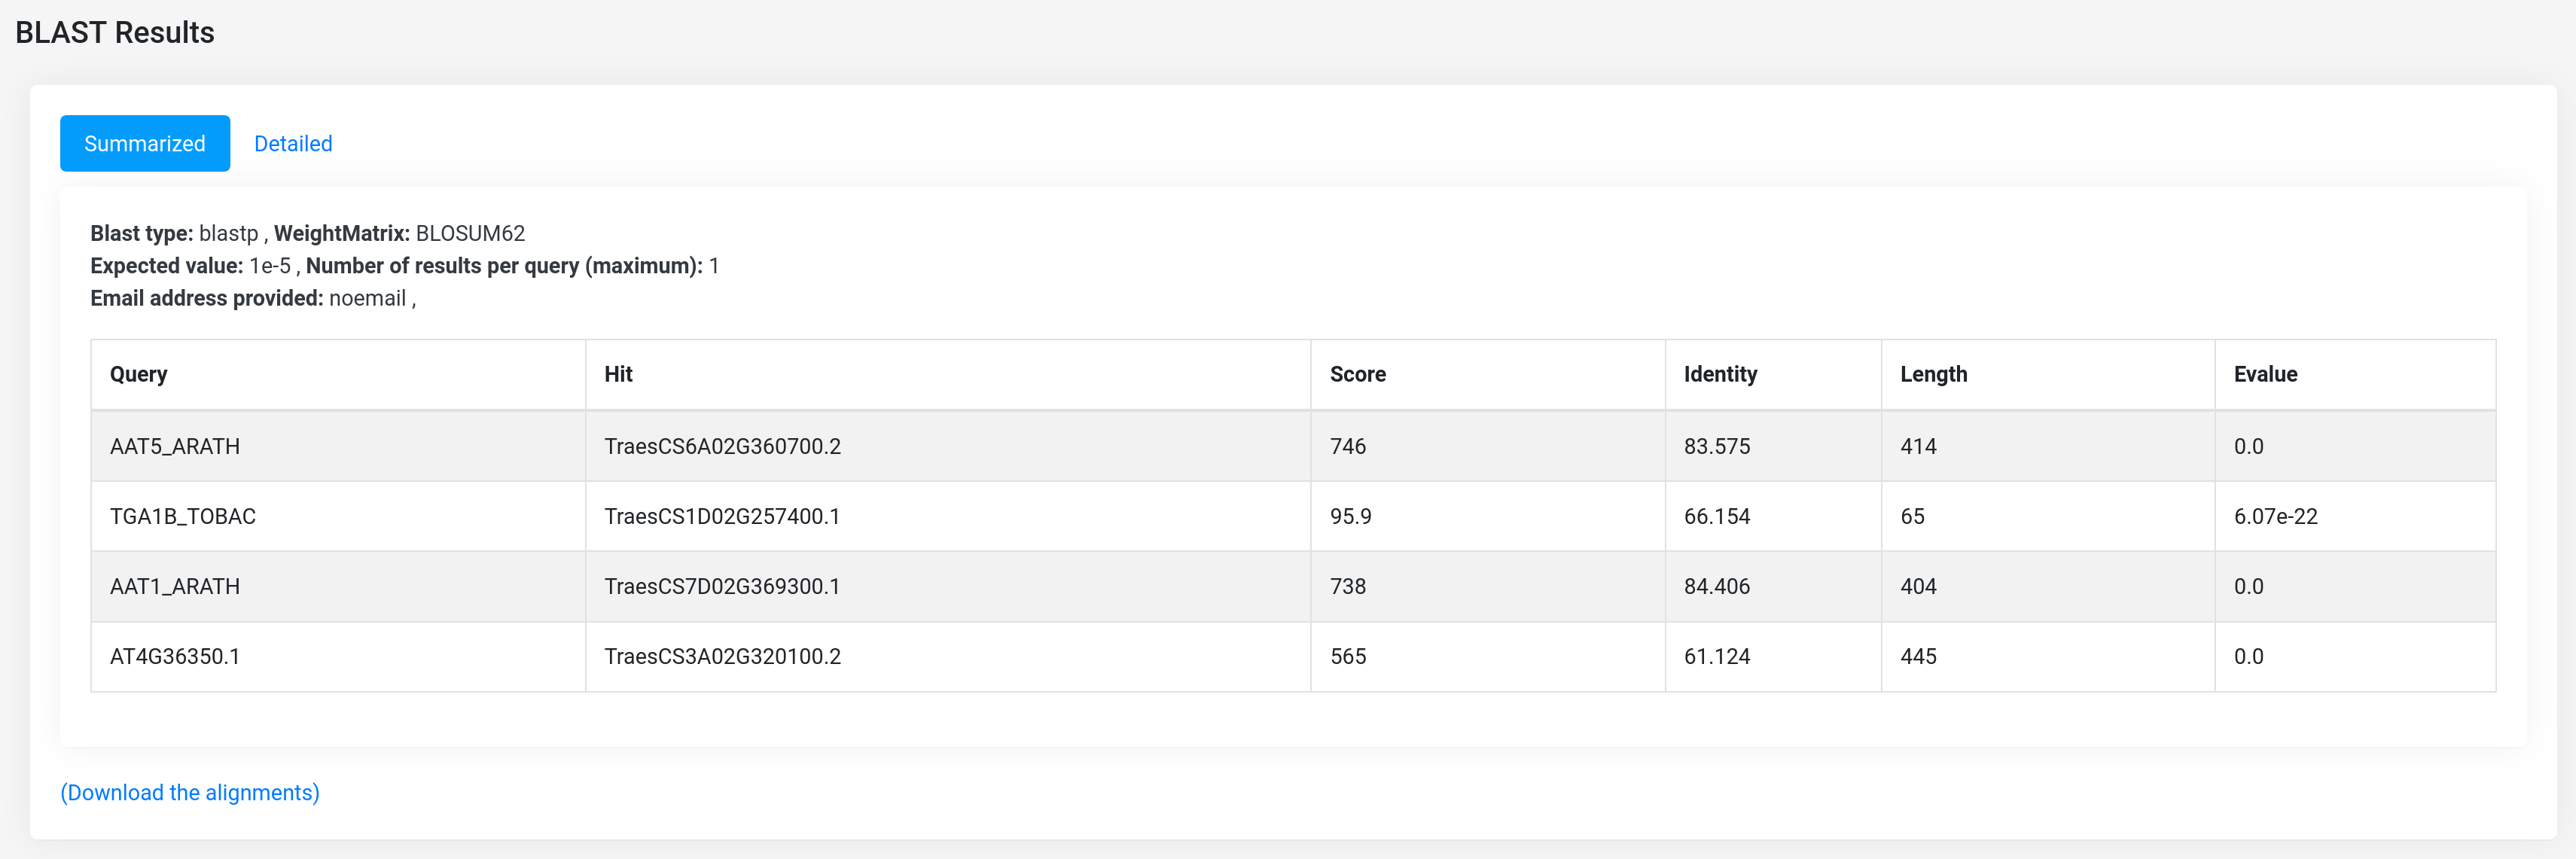 BLAST Results
Summarized Detailed
Blast type: blastp , WeightMatrix: BLOSUM62
Expected value: 1e-5 , Number of results per query (maximum): 1
Email address provided: noemail ,
Query Hit Score Identity Length Evalue
AAT5_ARATH TraesCS6A02G360700.2 746 83.575 414 0.0
TGA1B_TOBAC TraesCS1D02G257400.1 95.9 66.154 65 6.07e-22
AAT1_ARATH TraesCS7D02G369300.1 738 84.406 404 0.0
AT4G36350.1 TraesCS3A02G320100.2 565 61.124 445 0.0
(Download the alignments)